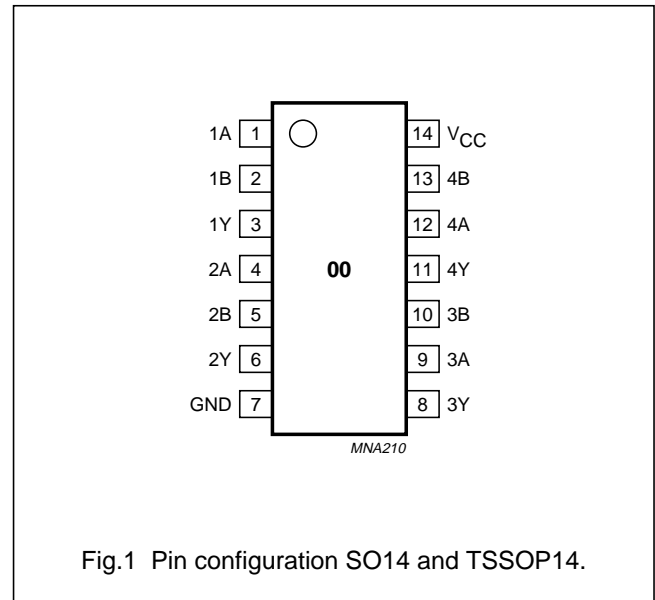 1A 1 14 VCC
1B 2 13 4B
1Y 3 12 4A
2A 4 00 11 4Y
2B 5 10 3B
2Y 6 9 3A
GND 7 8 3Y
MNA210
Fig.1 Pin configuration SO14 and TSSOP14.